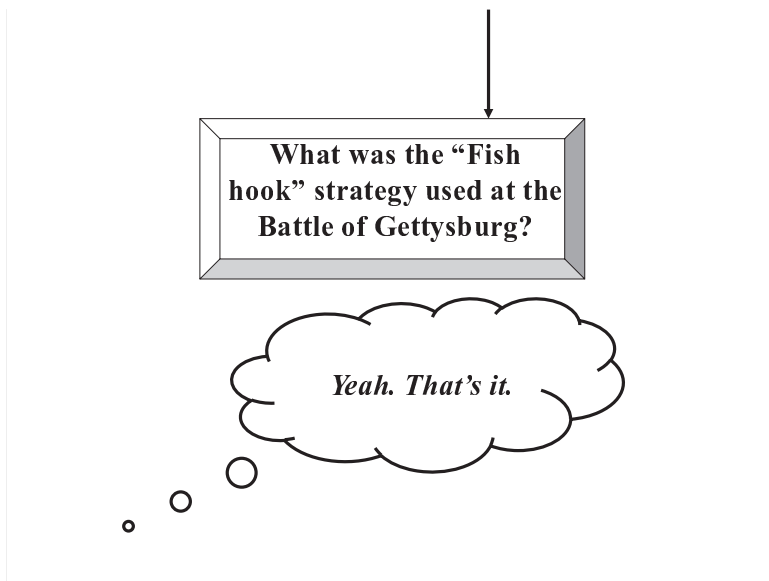 What was the “Fish
hook” strategy used at the
Battle of Gettysburg?
Yeah. That’s it.